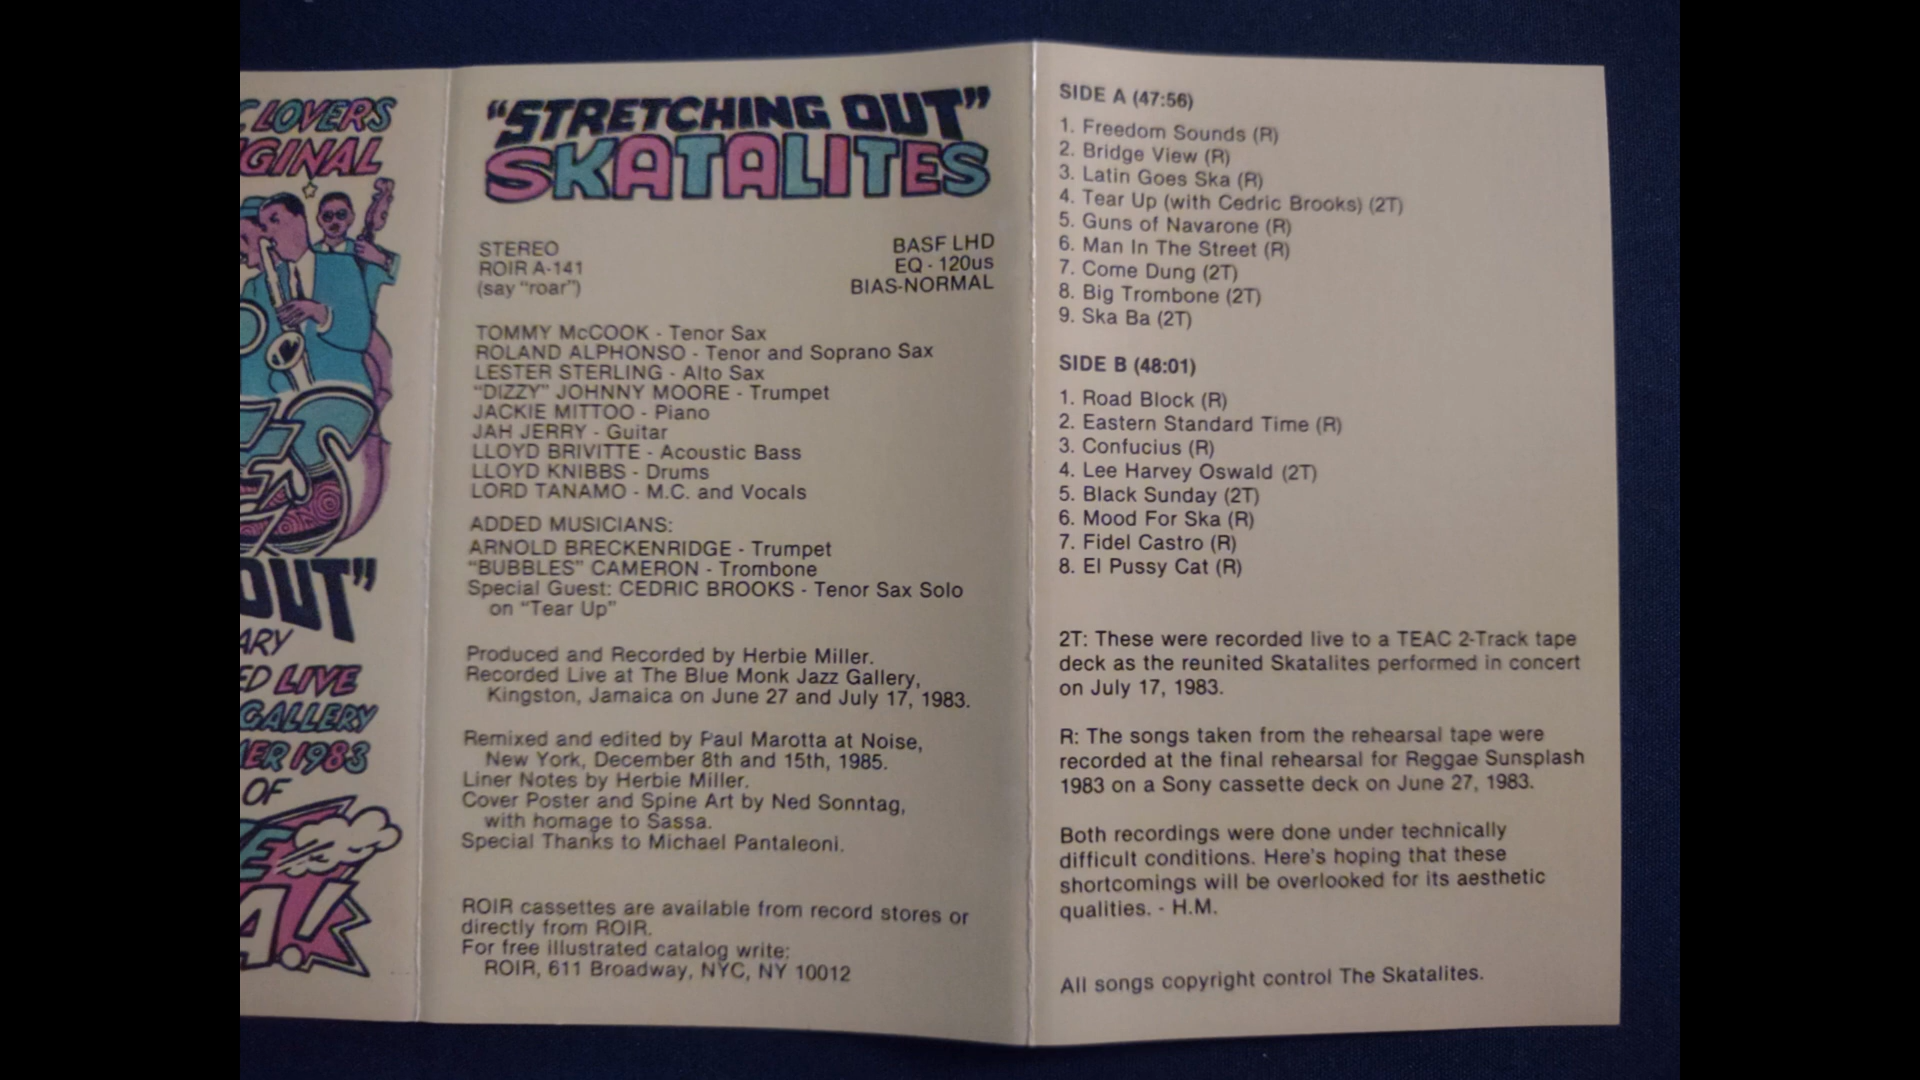 C LOVERS
GINAL
OUT"
ARY
ED LIVE
GALLERY
ER 1983
OF
E
A!
"STRETCHING OUT"
SKATALITES
STEREO
ROIR A-141
(say "roar")
BASF LHD
EQ - 120us
BIAS-NORMAL
TOMMY McCOOK - Tenor Sax
ROLAND ALPHONSO - Tenor and Soprano Sax
LESTER STERLING - Alto Sax
"DIZZY" JOHNNY MOORE - Trumpet
JACKIE MITTOO - Piano
JAH JERRY - Guitar
LLOYD BRIVITTE - Acoustic Bass
LLOYD KNIBBS - Drums
LORD TANAMO - M.C. and Vocals
ADDED MUSICIANS:
ARNOLD BRECKENRIDGE - Trumpet
"BUBBLES" CAMERON - Trombone
Special Guest: CEDRIC BROOKS - Tenor Sax Solo
on "Tear Up"
Produced and Recorded by Herbie Miller.
Recorded Live at The Blue Monk Jazz Gallery,
Kingston, Jamaica on June 27 and July 17, 1983.
Remixed and edited by Paul Marotta at Noise,
New York, December 8th and 15th, 1985.
Liner Notes by Herbie Miller.
Cover Poster and Spine Art by Ned Sonntag,
with homage to Sassa.
Special Thanks to Michael Pantaleoni.
ROIR cassettes are available from record stores or
directly from ROIR.
For free illustrated catalog write:
ROIR, 611 Broadway, NYC, NY 10012
SIDE A (47:56)
1. Freedom Sounds (R)
2. Bridge View (R)
3. Latin Goes Ska (R)
4. Tear Up (with Cedric Brooks) (2T)
5. Guns of Navarone (R)
6. Man In The Street (R)
7. Come Dung (2T)
8. Big Trombone (2T)
9. Ska Ba (2T)
SIDE B (48:01)
1. Road Block (R)
2. Eastern Standard Time (R)
3. Confucius (R)
4. Lee Harvey Oswald (2T)
5. Black Sunday (2T)
6. Mood For Ska (R)
7. Fidel Castro (R)
8. El Pussy Cat (R)
2T: These were recorded live to a TEAC 2-Track tape
deck as the reunited Skatalites performed in concert
on July 17, 1983.
R: The songs taken from the rehearsal tape were
recorded at the final rehearsal for Reggae Sunsplash
1983 on a Sony cassette deck on June 27, 1983.
Both recordings were done under technically
difficult conditions. Here's hoping that these
shortcomings will be overlooked for its aesthetic
qualities. - H.M.
All songs copyright control The Skatalites.